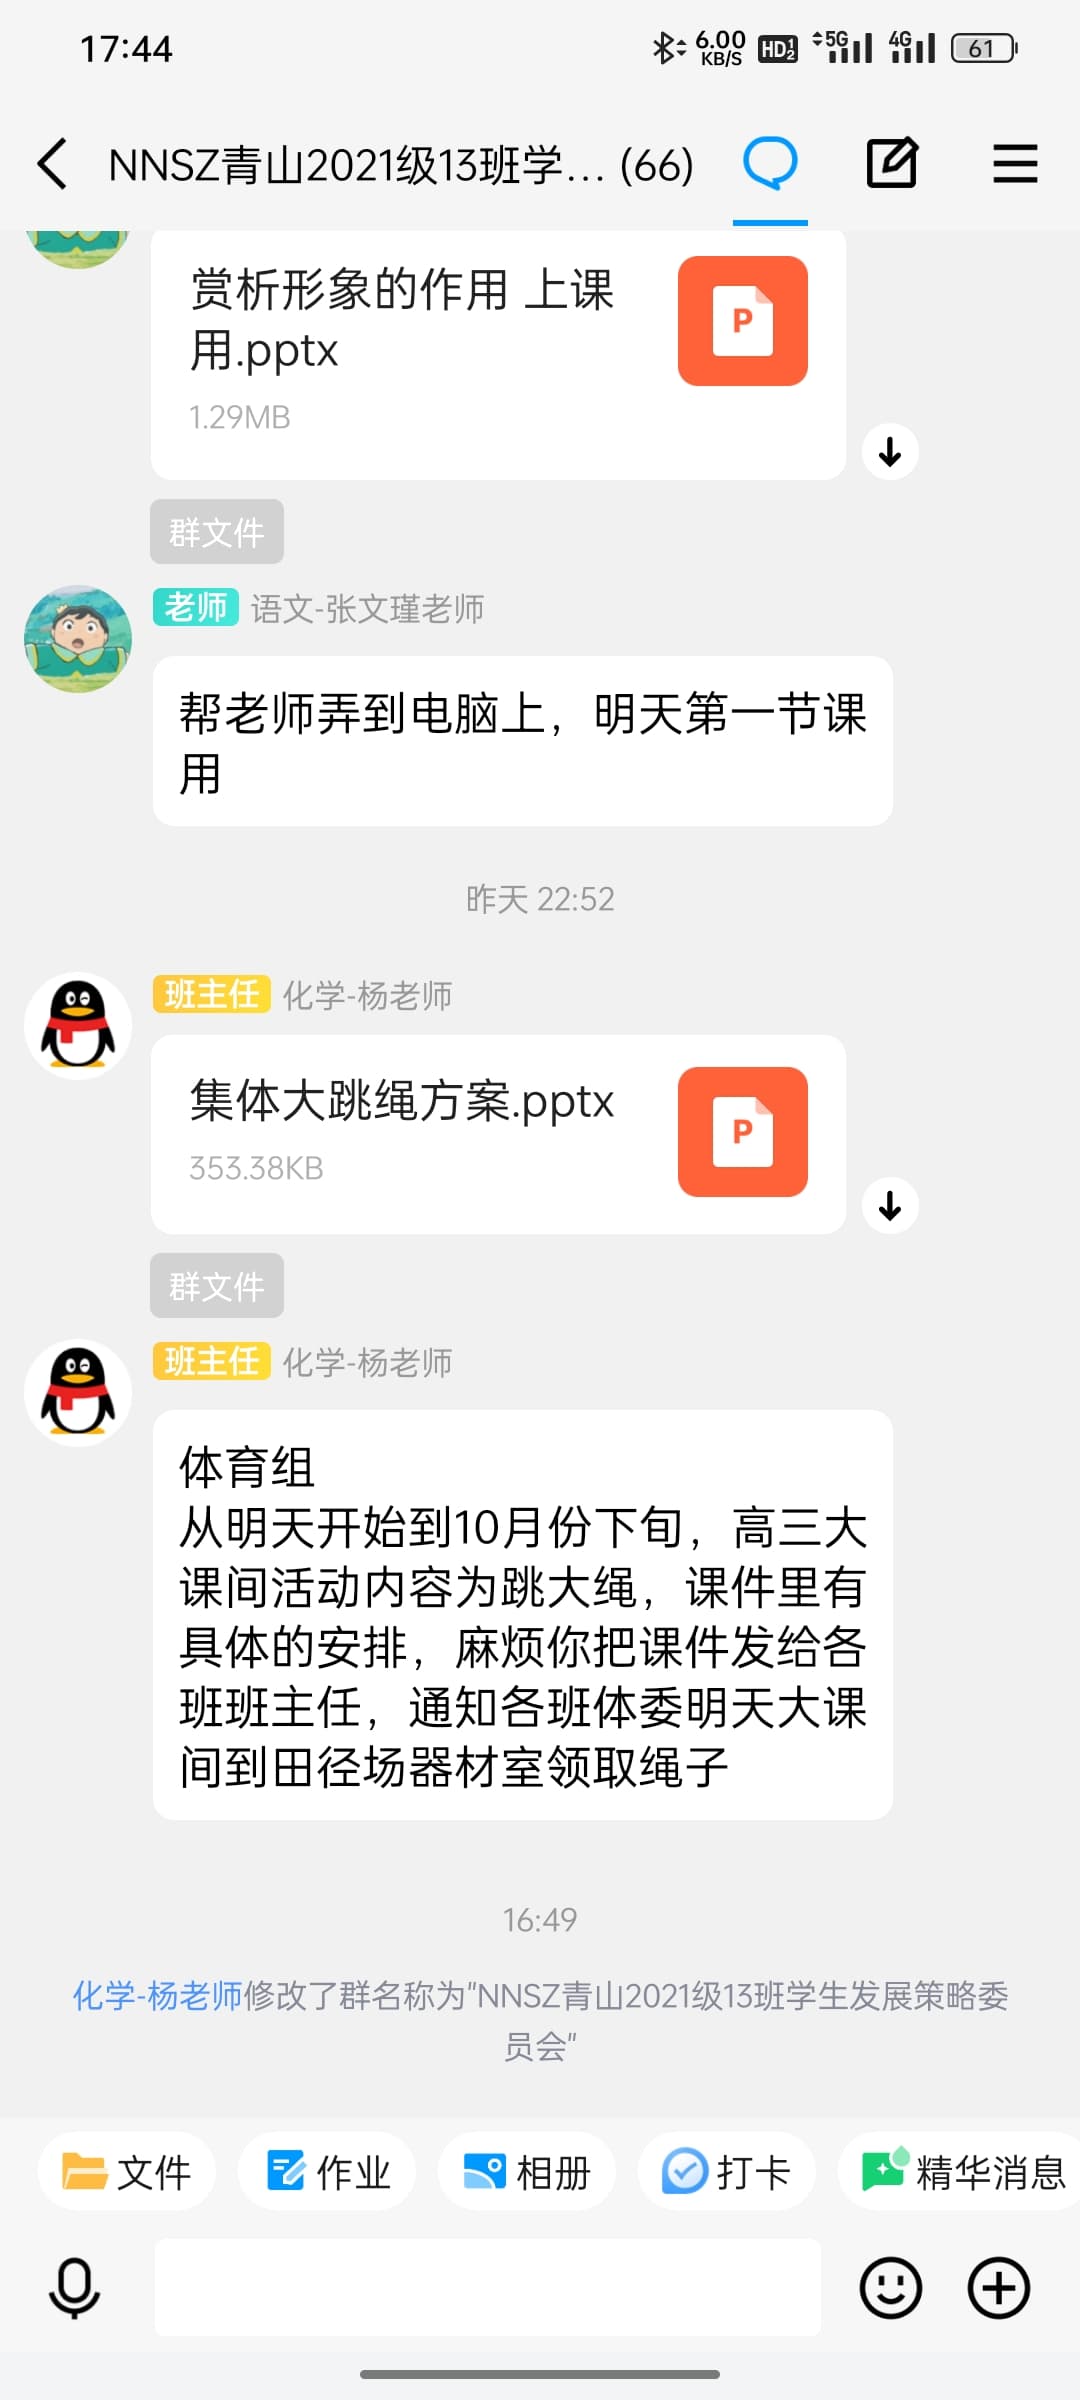 17:44
6.00 KB/S HD 5G 4G 61
NNSZ青山2021级13班学… (66)
赏析形象的作用 上课
用.pptx
P
1.29MB
群文件
老师 语文-张文瑾老师
帮老师弄到电脑上，明天第一节课
用
昨天 22:52
班主任 化学-杨老师
集体大跳绳方案.pptx
P
353.38KB
群文件
班主任 化学-杨老师
体育组
从明天开始到10月份下旬，高三大
课间活动内容为跳大绳，课件里有
具体的安排，麻烦你把课件发给各
班班主任，通知各班体委明天大课
间到田径场器材室领取绳子
16:49
化学-杨老师修改了群名称为"NNSZ青山2021级13班学生发展策略委
员会"
文件 作业 相册 打卡 精华消息